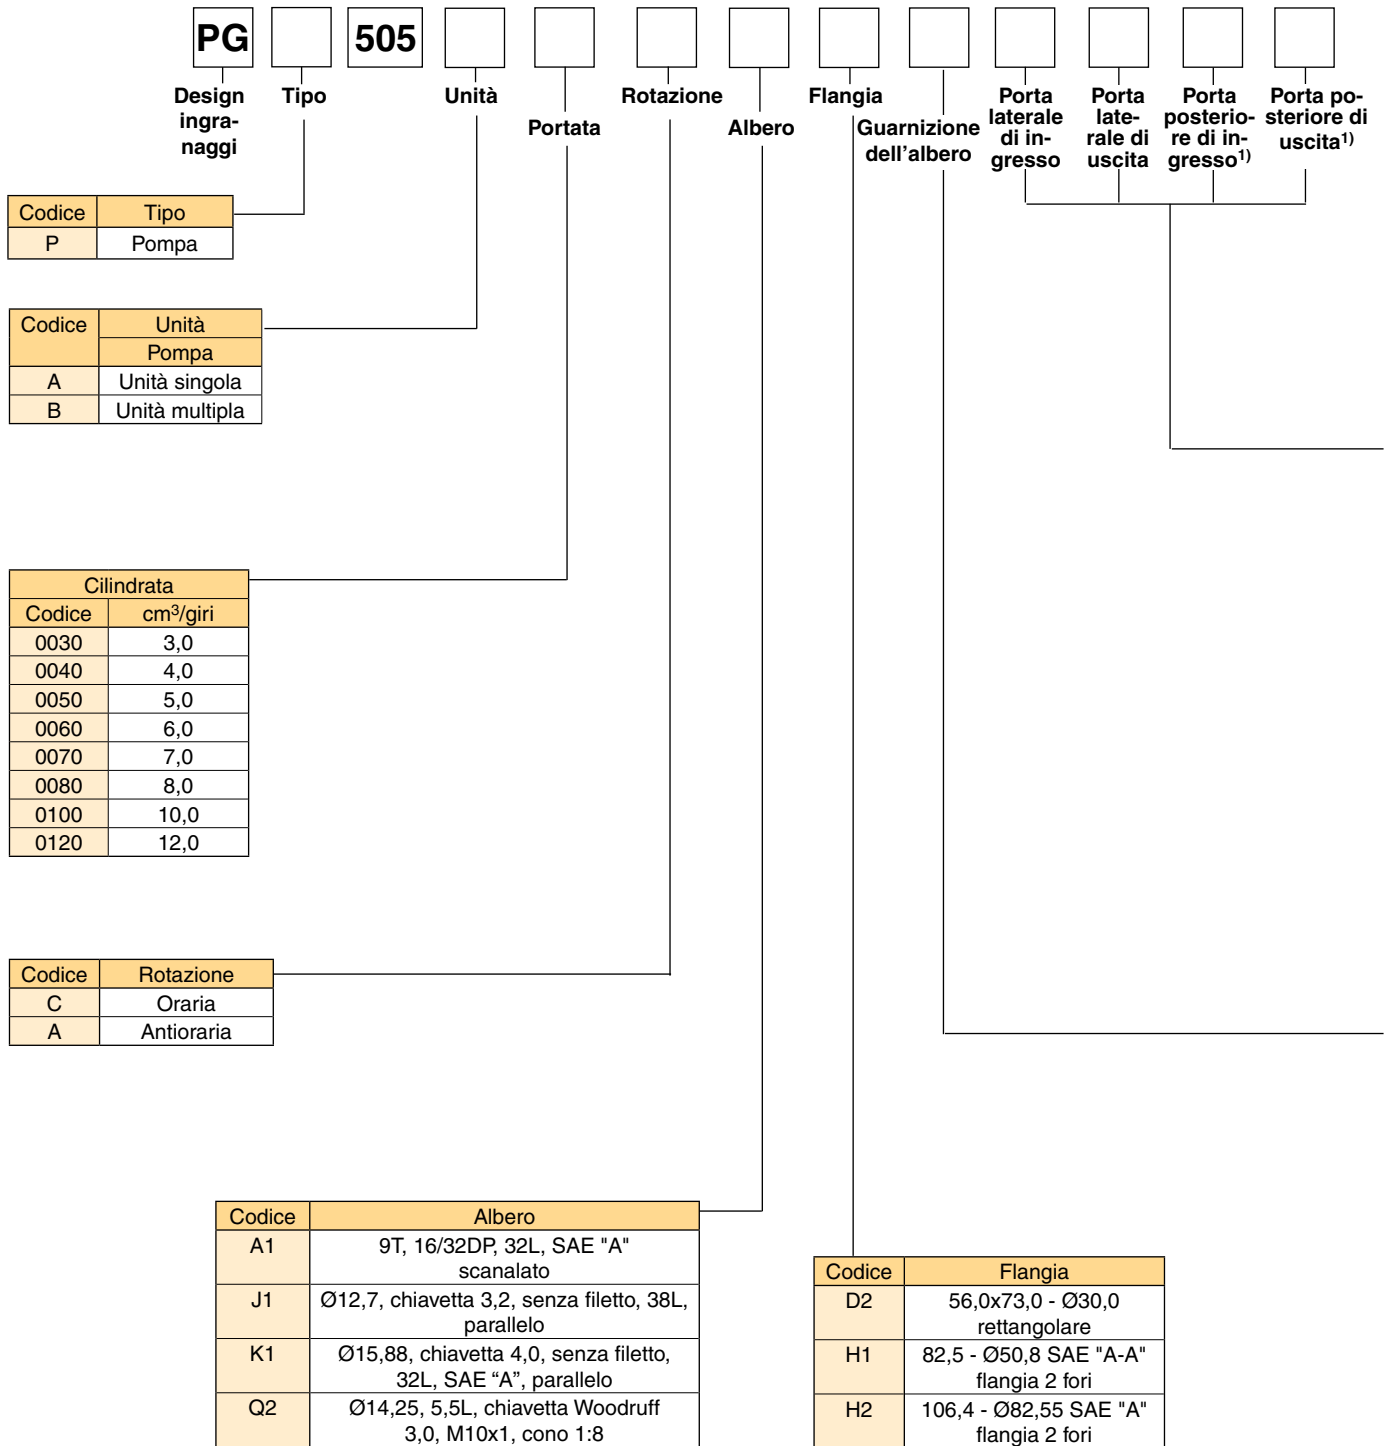 PG 505
Design
ingra-
naggi
Tipo
Unità
Portata
Rotazione
Albero
Flangia
Guarnizione
dell'albero
Porta
laterale
di in-
gresso
Porta
late-
rale di
uscita
Porta
posterio-
re di in-
gresso1)
Porta po-
steriore di
uscita1)
Codice Tipo
P Pompa
Codice Unità
Pompa
A Unità singola
B Unità multipla
Cilindrata
Codice cm³/giri
0030 3,0
0040 4,0
0050 5,0
0060 6,0
0070 7,0
0080 8,0
0100 10,0
0120 12,0
Codice Rotazione
C Oraria
A Antioraria
Codice Albero
A1 9T, 16/32DP, 32L, SAE "A"
scanalato
J1 Ø12,7, chiavetta 3,2, senza filetto, 38L,
parallelo
K1 Ø15,88, chiavetta 4,0, senza filetto,
32L, SAE “A”, parallelo
Q2 Ø14,25, 5,5L, chiavetta Woodruff
3,0, M10x1, cono 1:8
Codice Flangia
D2 56,0x73,0 - Ø30,0
rettangolare
H1 82,5 - Ø50,8 SAE "A-A"
flangia 2 fori
H2 106,4 - Ø82,55 SAE "A"
flangia 2 fori